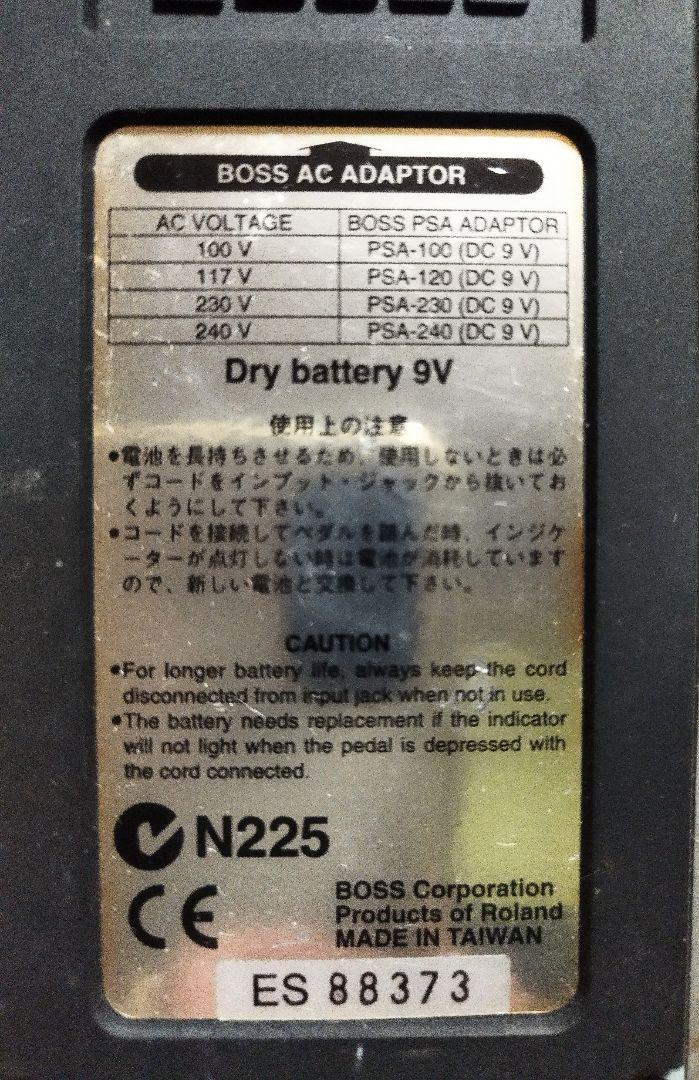 BOSS AC ADAPTOR
AC VOLTAGE BOSS PSA ADAPTOR
100 V PSA-100 (DC 9 V)
117 V PSA-120 (DC 9 V)
230 V PSA-230 (DC 9 V)
240 V PSA-240 (DC 9 V)
Dry battery 9V
使用上の注意
●電池を長持ちさせるため、使用しないときは必
ずコードをインプット・ジャックから抜いてお
くようにして下さい。
●コードを接続してペダルを踏んだ時、インジケ
ーターが点灯しない時は電池が消耗しています
ので、新しい電池と交換して下さい。
CAUTION
●For longer battery life, always keep the cord
disconnected from input jack when not in use.
●The battery needs replacement if the indicator
will not light when the pedal is depressed with
the cord connected.
N225
CE
BOSS Corporation
Products of Roland
MADE IN TAIWAN
ES 88373